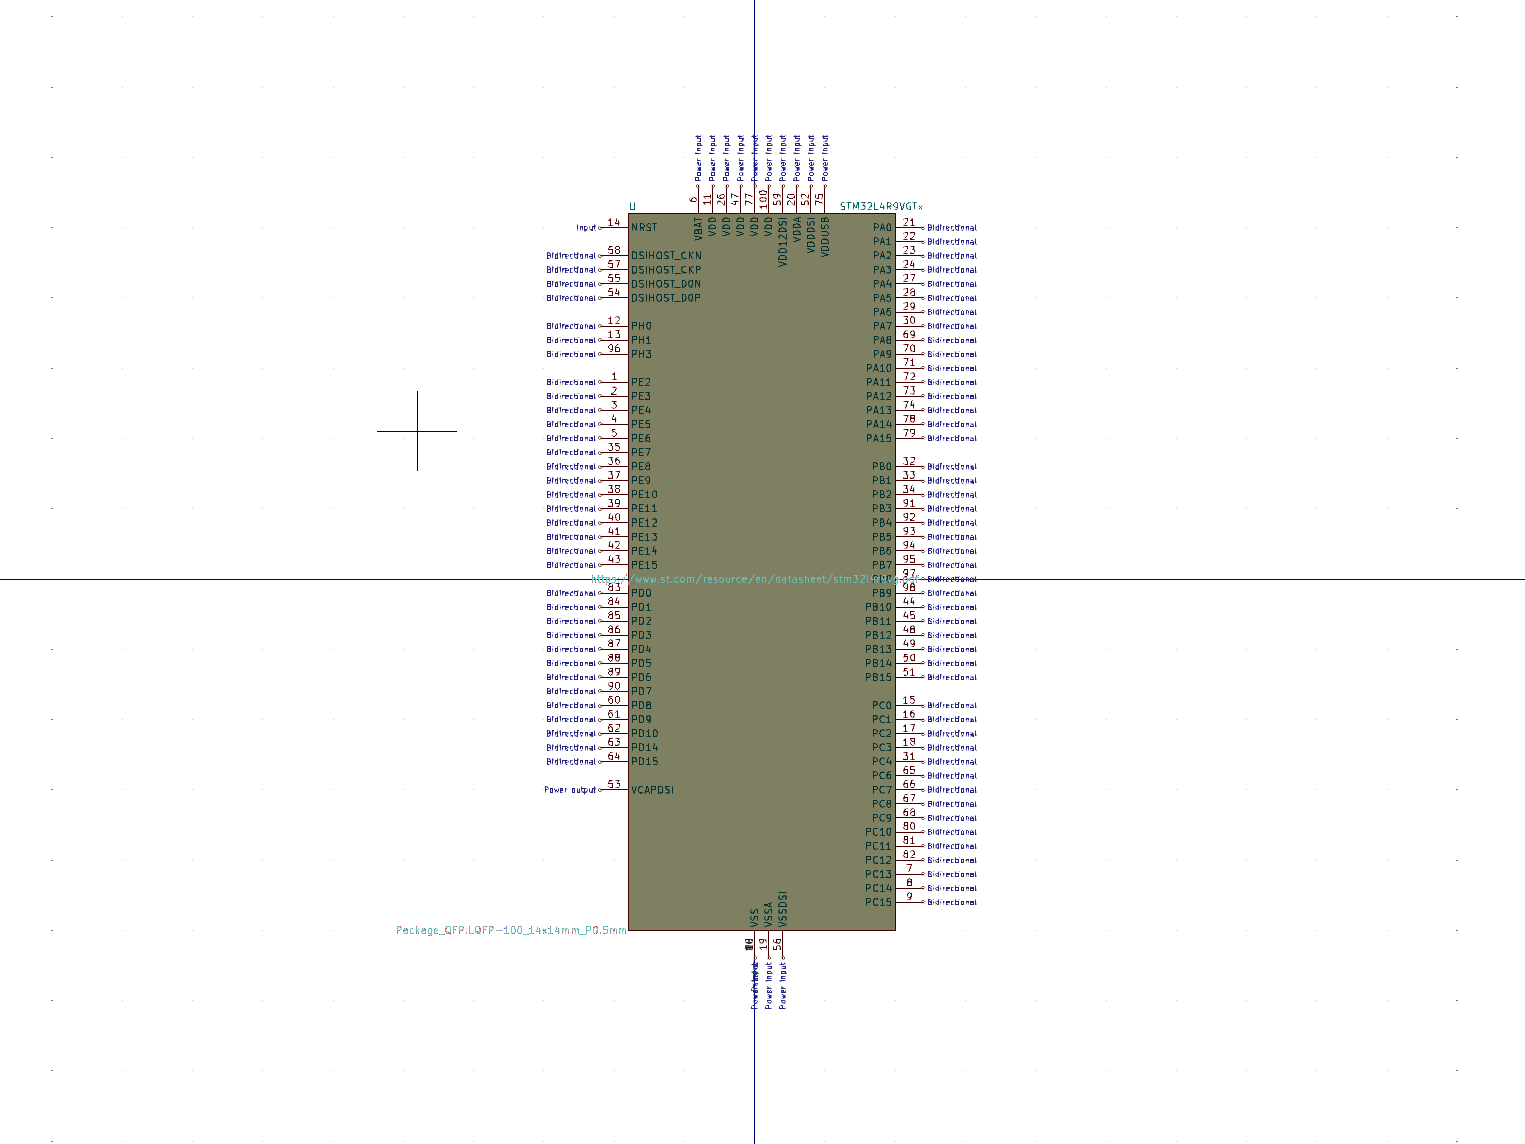 Power input Power input Power input Power input Power input Power input Power input Power input Power input Power input
6 11 26 47 77 100 59 20 52 75
U STM32L4R9VGTx
VBAT VDD VDD VDD VDD VDD VDD12DSI VDDA VDDDSI VDDUSB
Input 14 NRST PA0 21 Bidirectional
PA1 22 Bidirectional
Bidirectional 58 DSIHOST_CKN PA2 23 Bidirectional
Bidirectional 57 DSIHOST_CKP PA3 24 Bidirectional
Bidirectional 55 DSIHOST_D0N PA4 27 Bidirectional
Bidirectional 54 DSIHOST_D0P PA5 28 Bidirectional
PA6 29 Bidirectional
Bidirectional 12 PH0 PA7 30 Bidirectional
Bidirectional 13 PH1 PA8 69 Bidirectional
Bidirectional 96 PH3 PA9 70 Bidirectional
PA10 71 Bidirectional
Bidirectional 1 PE2 PA11 72 Bidirectional
Bidirectional 2 PE3 PA12 73 Bidirectional
Bidirectional 3 PE4 PA13 74 Bidirectional
Bidirectional 4 PE5 PA14 78 Bidirectional
Bidirectional 5 PE6 PA15 79 Bidirectional
Bidirectional 35 PE7
Bidirectional 36 PE8 PB0 32 Bidirectional
Bidirectional 37 PE9 PB1 33 Bidirectional
Bidirectional 38 PE10 PB2 34 Bidirectional
Bidirectional 39 PE11 PB3 91 Bidirectional
Bidirectional 40 PE12 PB4 92 Bidirectional
Bidirectional 41 PE13 PB5 93 Bidirectional
Bidirectional 42 PE14 PB6 94 Bidirectional
Bidirectional 43 PE15 PB7 95 Bidirectional
97 Bidirectional
Bidirectional 83 PD0 PB9 98 Bidirectional
Bidirectional 84 PD1 PB10 44 Bidirectional
Bidirectional 85 PD2 PB11 45 Bidirectional
Bidirectional 86 PD3 PB12 48 Bidirectional
Bidirectional 87 PD4 PB13 49 Bidirectional
Bidirectional 88 PD5 PB14 50 Bidirectional
Bidirectional 89 PD6 PB15 51 Bidirectional
Bidirectional 90 PD7
Bidirectional 60 PD8 PC0 15 Bidirectional
Bidirectional 61 PD9 PC1 16 Bidirectional
Bidirectional 62 PD10 PC2 17 Bidirectional
Bidirectional 63 PD14 PC3 18 Bidirectional
Bidirectional 64 PD15 PC4 31 Bidirectional
PC6 65 Bidirectional
Power output 53 VCAPDSI PC7 66 Bidirectional
PC8 67 Bidirectional
PC9 68 Bidirectional
PC10 80 Bidirectional
PC11 81 Bidirectional
PC12 82 Bidirectional
PC13 7 Bidirectional
PC14 8 Bidirectional
PC15 9 Bidirectional
VSS VSSA VSSDSI
Package_QFP:LQFP-100_14x14mm_P0.5mm
19 56
Power input Power input